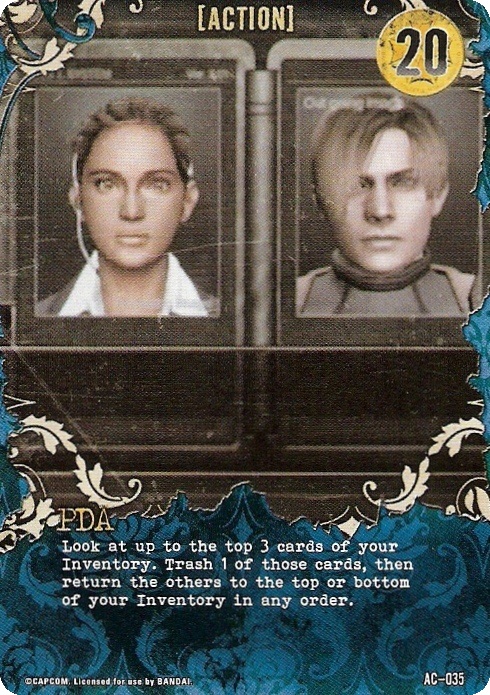 [ACTION]
20
PDA
Look at up to the top 3 cards of your
Inventory. Trash 1 of those cards, then
return the others to the top or bottom
of your Inventory in any order.
©CAPCOM. Licensed for use by BANDAI.
AC-035